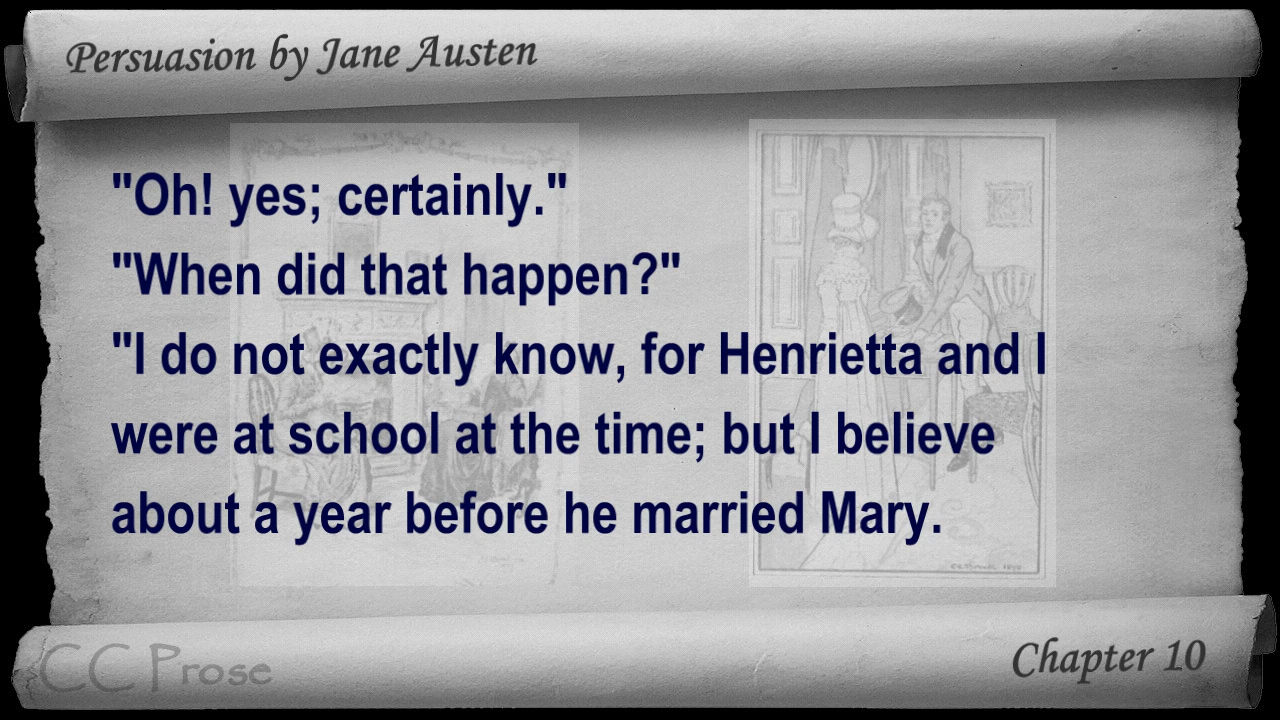 Persuasion by Jane Austen
"Oh! yes; certainly."
"When did that happen?"
"I do not exactly know, for Henrietta and I
were at school at the time; but I believe
about a year before he married Mary.
CC Prose
Chapter 10